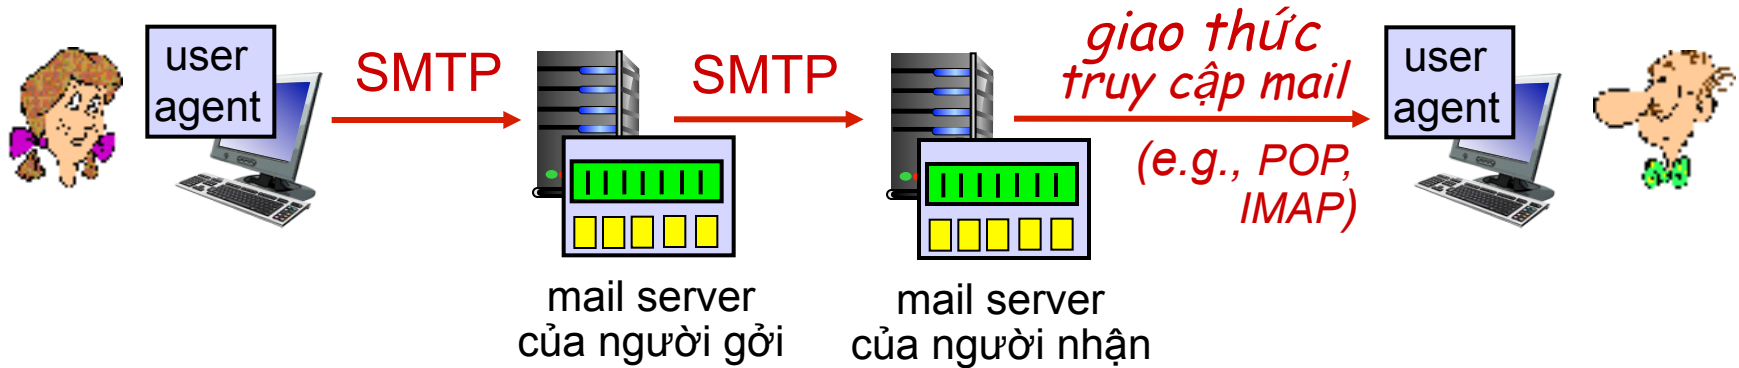 user
agent
SMTP
SMTP
giao thức
truy cập mail
(e.g., POP,
IMAP)
user
agent
mail server
của người gởi
mail server
của người nhận